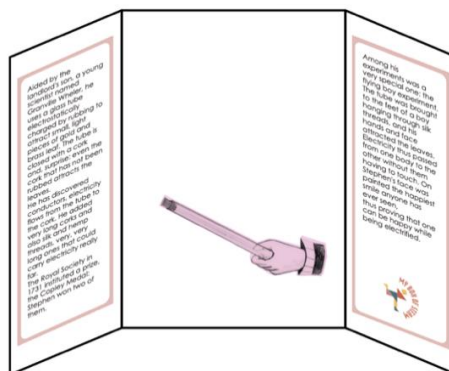 Aided by the
landlord's son, a young
scientist named
Granville Wheler, he
uses a glass tube
electrostatically
charged by rubbing to
attract small, light
pieces of gold and
brass leaf. The tube is
closed with a cork
and, surprise: even the
cork that has not been
rubbed attracts the
leaves.
He has discovered
conductors, electricity
flows from the tube to
the cork. He added
very long corks and
also silk and hemp
threads, very, very
long ones that could
carry electricity really
far.
The Royal Society in
1731 instituted a prize,
the Copley Medal:
Stephen won two of
them.
Among his
experiments was a
very special one: the
flying boy experiment.
The tube was brought
to the feet of a boy
hanging through silk
threads, and his
hands and face
attracted the leaves.
Electricity thus passed
from one body to the
other without them
having to touch. On
Stephen's face was
painted the happiest
smile anyone has
ever seen,
thus proving that one
can be happy while
being electrified.
MY BOX OF STEAM